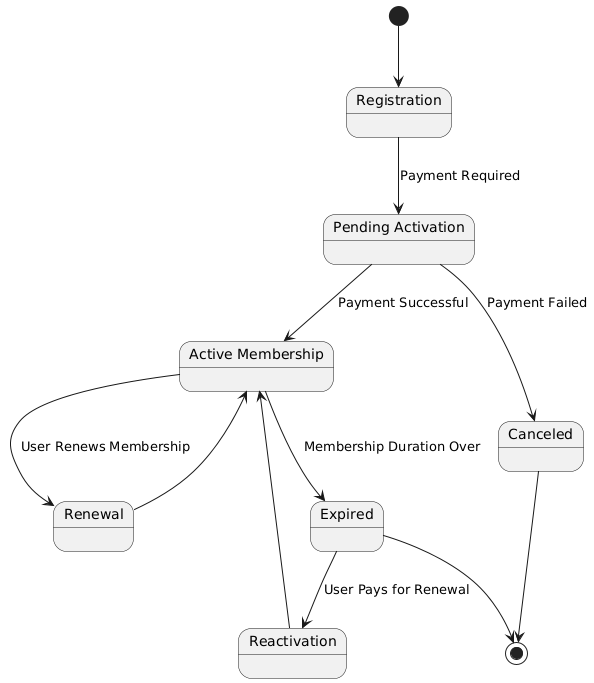 Registration
Payment Required
Pending Activation
Payment Successful
Payment Failed
Active Membership
Canceled
User Renews Membership
Membership Duration Over
Renewal
Expired
User Pays for Renewal
Reactivation